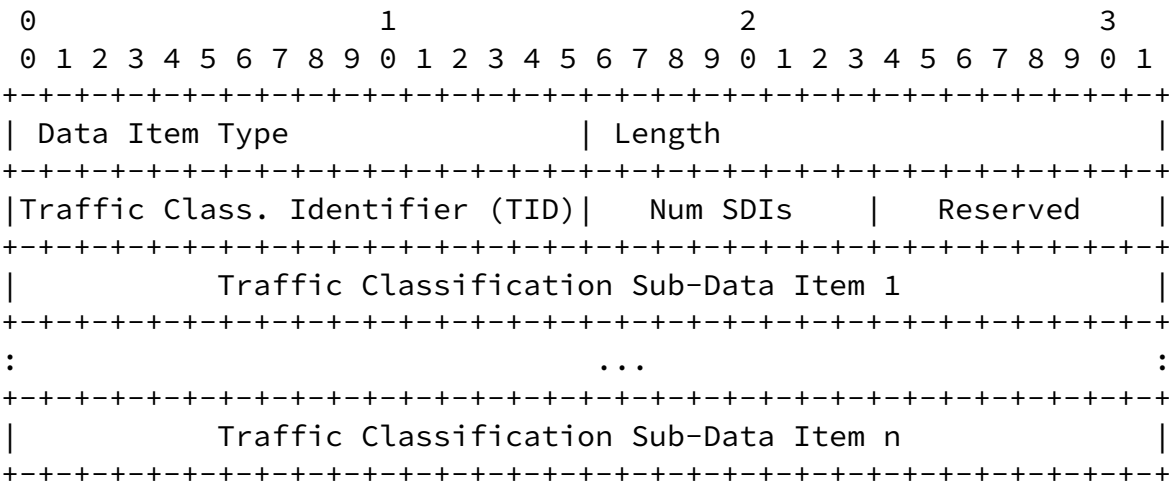 0                   1                   2                   3
 0 1 2 3 4 5 6 7 8 9 0 1 2 3 4 5 6 7 8 9 0 1 2 3 4 5 6 7 8 9 0 1
+-+-+-+-+-+-+-+-+-+-+-+-+-+-+-+-+-+-+-+-+-+-+-+-+-+-+-+-+-+-+-+-+
| Data Item Type                | Length                        |
+-+-+-+-+-+-+-+-+-+-+-+-+-+-+-+-+-+-+-+-+-+-+-+-+-+-+-+-+-+-+-+-+
|Traffic Class. Identifier (TID)|   Num SDIs    |   Reserved    |
+-+-+-+-+-+-+-+-+-+-+-+-+-+-+-+-+-+-+-+-+-+-+-+-+-+-+-+-+-+-+-+-+
|           Traffic Classification Sub-Data Item 1             |
+-+-+-+-+-+-+-+-+-+-+-+-+-+-+-+-+-+-+-+-+-+-+-+-+-+-+-+-+-+-+-+-+
:                                ...                            :
+-+-+-+-+-+-+-+-+-+-+-+-+-+-+-+-+-+-+-+-+-+-+-+-+-+-+-+-+-+-+-+-+
|           Traffic Classification Sub-Data Item n             |
+-+-+-+-+-+-+-+-+-+-+-+-+-+-+-+-+-+-+-+-+-+-+-+-+-+-+-+-+-+-+-+-+